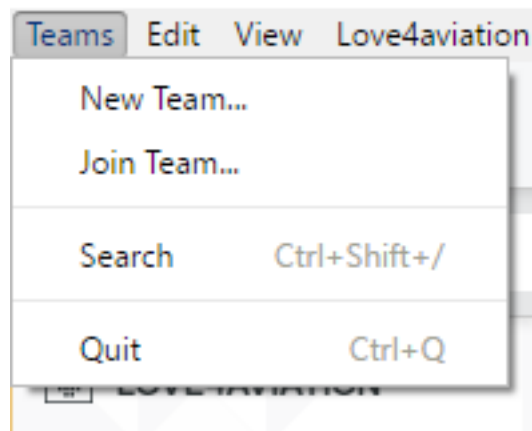 Teams Edit View Love4aviation
New Team...
Join Team...
Search Ctrl+Shift+/
Quit Ctrl+Q